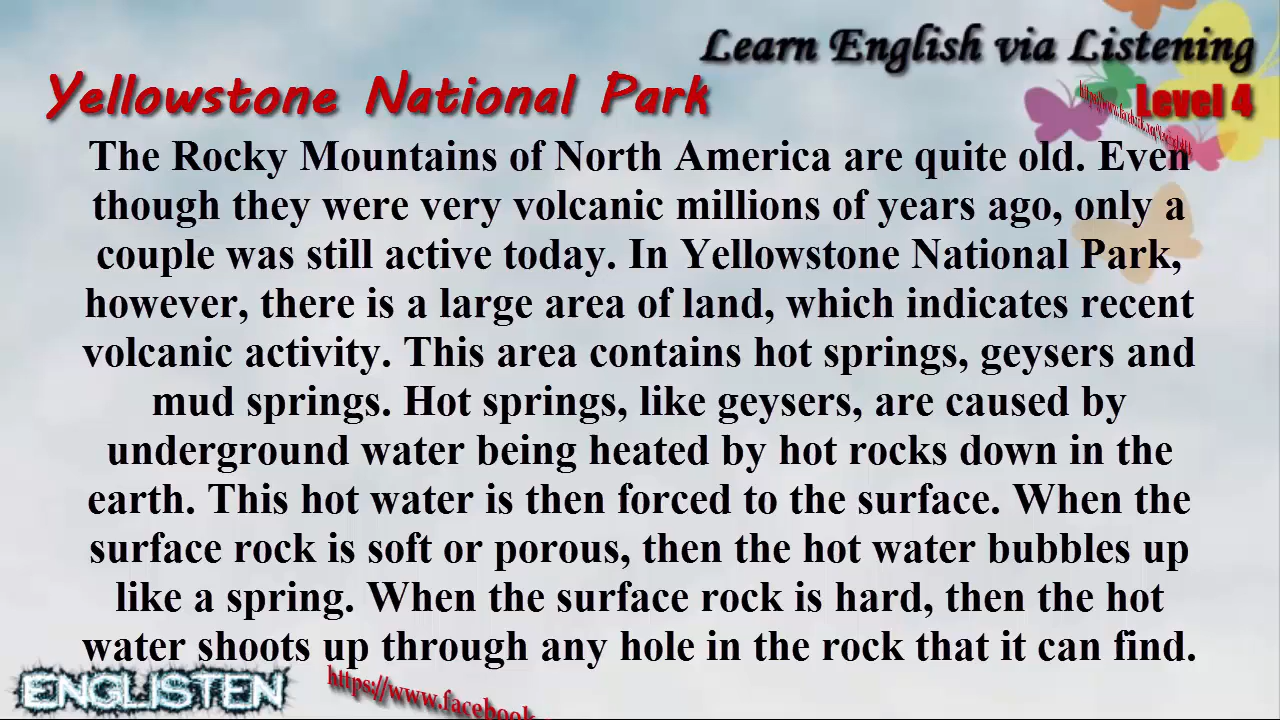 Learn English via Listening
Yellowstone National Park
Level 4
The Rocky Mountains of North America are quite old. Even
though they were very volcanic millions of years ago, only a
couple was still active today. In Yellowstone National Park,
however, there is a large area of land, which indicates recent
volcanic activity. This area contains hot springs, geysers and
mud springs. Hot springs, like geysers, are caused by
underground water being heated by hot rocks down in the
earth. This hot water is then forced to the surface. When the
surface rock is soft or porous, then the hot water bubbles up
like a spring. When the surface rock is hard, then the hot
water shoots up through any hole in the rock that it can find.
ENGLISTEN
https://www.facebook